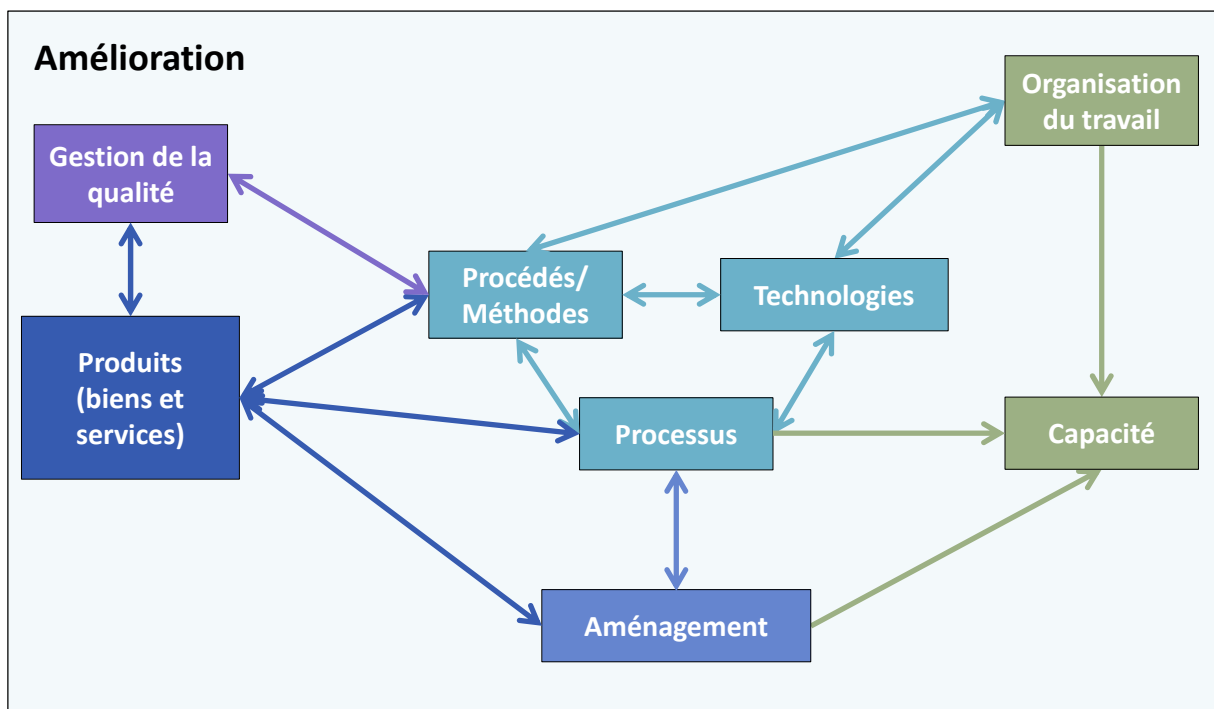 Amélioration
Organisation
du travail
Gestion de la
qualité
Procédés/
Méthodes
Technologies
Produits
(biens et
services)
Processus
Capacité
Aménagement